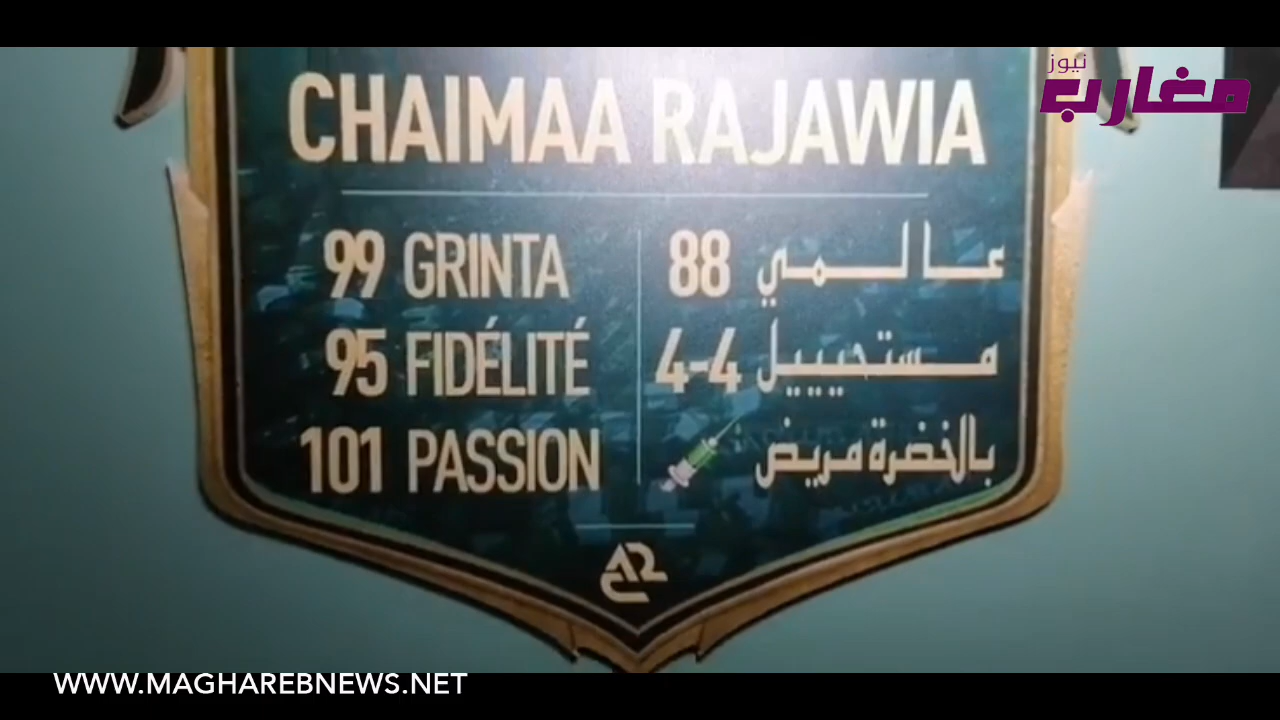 نيوز
مغارب
CHAIMAA RAJAWIA
99 GRINTA
95 FIDÉLITÉ
101 PASSION
88 عالمي
4-4 مستحيييل
بالخضرة مريض
WWW.MAGHAREBNEWS.NET